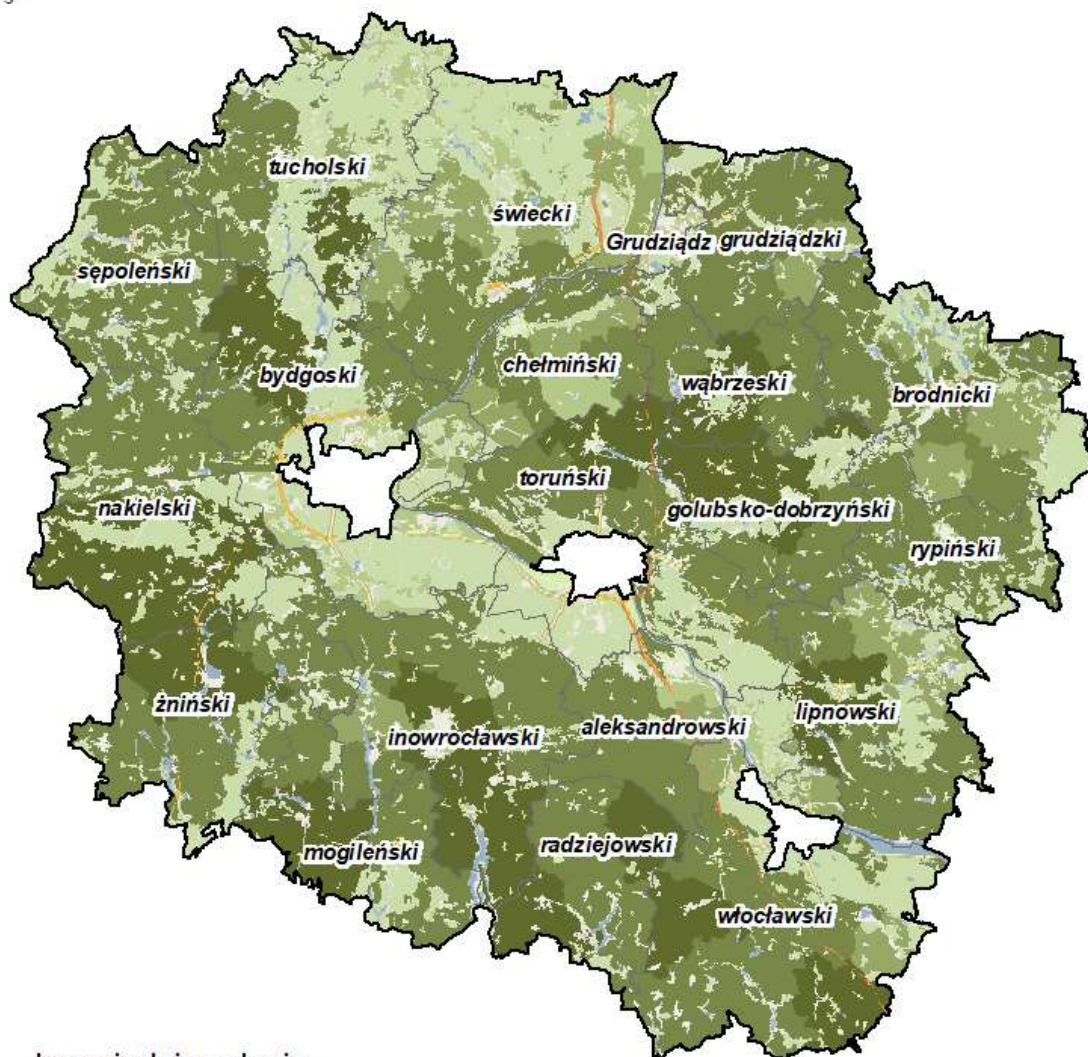 tucholski
świecki
Grudziądz grudziądzki
sępoleński
chełmiński
bydgoski
wąbrzeski
brodnicki
toruński
nakielski
golubsko-dobrzyński
rypiński
żniński
lipnowski
aleksandrowski
inowrocławski
mogileński
radziejowski
włocławski